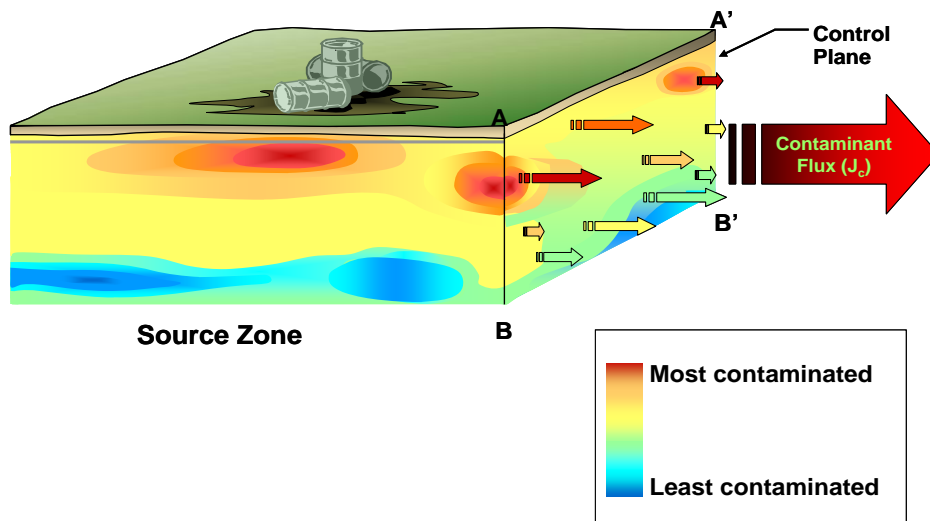 A’
Control
Plane
A
Contaminant
Flux (Jc)
B’
Source Zone
B
Most contaminated
Least contaminated